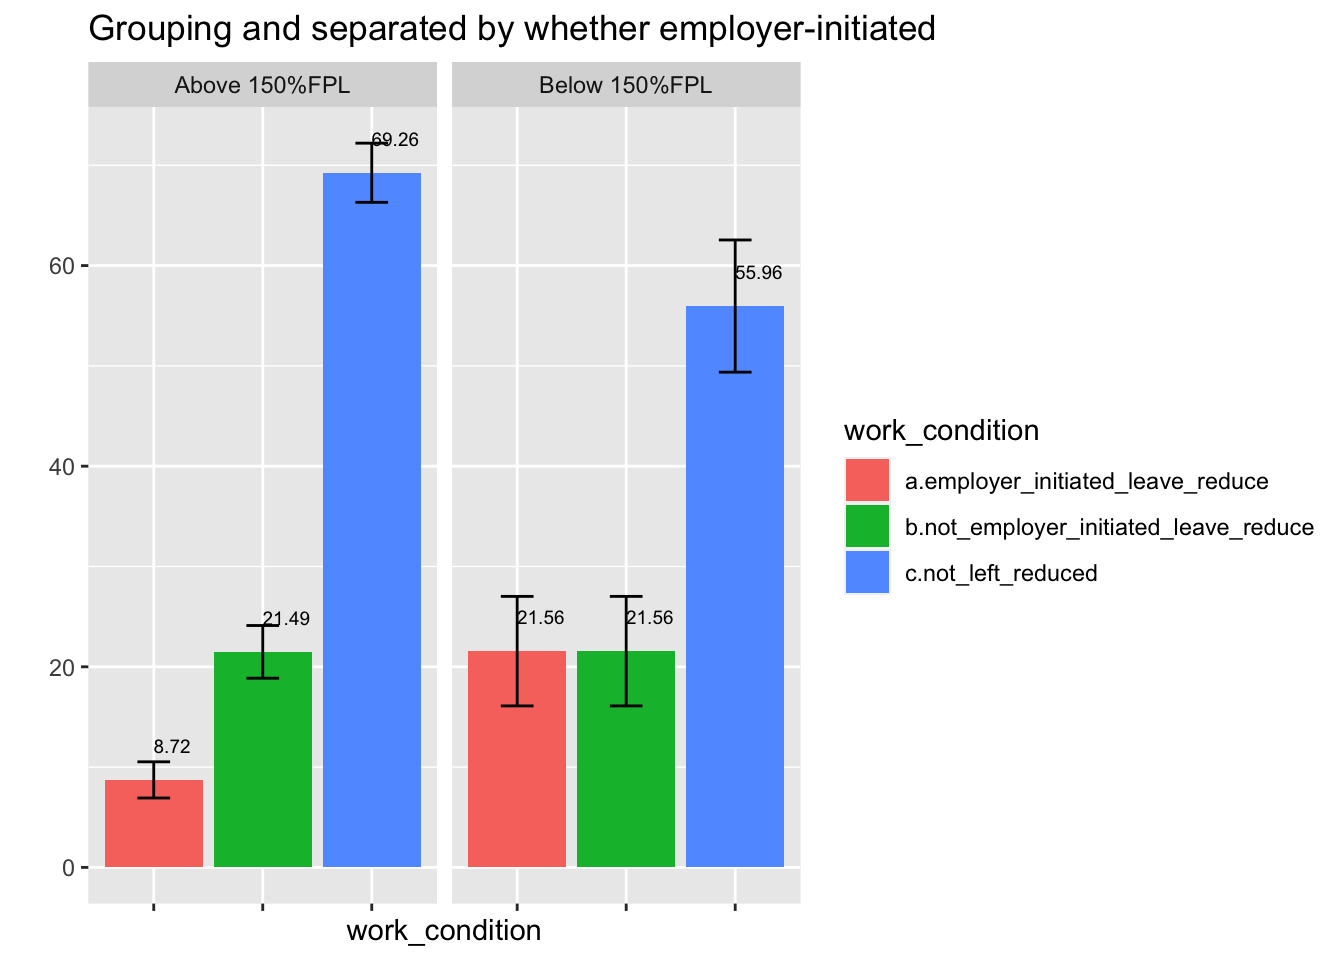 Grouping and separated by whether employer-initiated
Above 150%FPL
Below 150%FPL
69.26
55.96
60
40
work_condition
a.employer_initiated_leave_reduce
b.not_employer_initiated_leave_reduce
c.not_left_reduced
21.49
21.56
21.56
20
8.72
0
work_condition